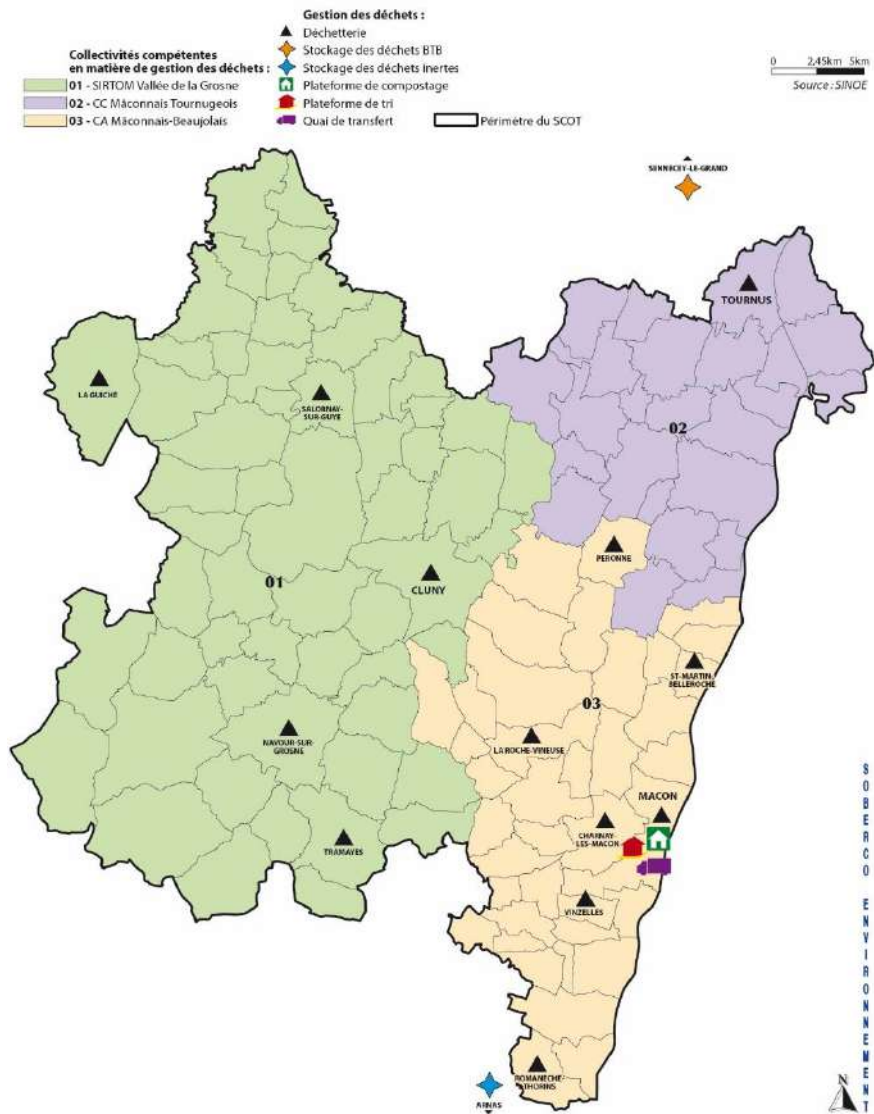 Gestion des déchets :
Déchetterie
Stockage des déchets BTB
Stockage des déchets inertes
Plateforme de compostage
Plateforme de tri
Quai de transfert
Périmètre du SCOT
Collectivités compétentes
en matière de gestion des déchets :
01 - SIRTOM Vallée de la Grosne
02 - CC Mâconnais Tournugeois
03 - CA Mâconnais-Beaujolais
0 2,45km 5km
Source : SINOE
SENNECEY-LE-GRAND
TOURNUS
LA GUICHE
SALORNAY-
SUR-GUYE
02
PERONNE
CLUNY
01
ST-MARTIN-
BELLEROCHE
03
NAVOUR-SUR-
GROSNE
LA ROCHE-VINEUSE
MACON
CHARNAY-
LES-MACON
TRAMAYES
VINZELLES
ROMANECHE-
THORINS
ARNAS
N
SOBERCO ENVIRONNEMENT